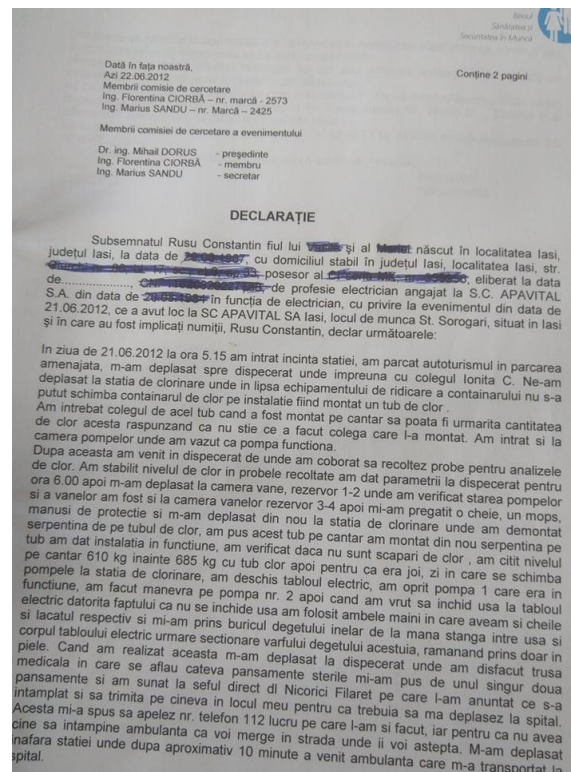 Biroul
Sănătatea și
Securitatea în Muncă
Dată în fața noastră,
Azi 22.06.2012
Conține 2 pagini
Membrii comisie de cercetare
Ing. Florentina CIORBĂ – nr. marcă - 2573
Ing. Marius SANDU – nr. Marcă – 2425
Membrii comisiei de cercetare a evenimentului
Dr. ing. Mihail DORUS - președinte
Ing. Florentina CIORBĂ - membru
Ing. Marius SANDU - secretar
DECLARAȚIE
Subsemnatul Rusu Constantin fiul lui și al născut în localitatea Iasi,
județul Iasi, la data de cu domiciliul stabil în județul Iasi, localitatea Iasi, str.
posesor al eliberat la data
de.............., de profesie electrician angajat la S.C. APAVITAL
S.A. din data de în funcția de electrician, cu privire la evenimentul din data de
21.06.2012, ce a avut loc la SC APAVITAL SA Iasi, locul de munca St. Sorogari, situat in Iasi
și în care au fost implicați numiții, Rusu Constantin, declar următoarele:
In ziua de 21.06.2012 la ora 5.15 am intrat incinta statiei, am parcat autoturismul in parcarea
amenajata, m-am deplasat spre dispecerat unde impreuna cu colegul Ionita C. Ne-am
deplasat la statia de clorinare unde in lipsa echipamentului de ridicare a containarului nu s-a
putut schimba containarul de clor pe instalatie fiind montat un tub de clor .
Am intrebat colegul de acel tub cand a fost montat pe cantar sa poata fi urmarita cantitatea
de clor acesta raspunzand ca nu stie ce a facut colega care l-a montat. Am intrat si la
camera pompelor unde am vazut ca pompa functiona.
Dupa aceasta am venit in dispecerat de unde am coborat sa recoltez probe pentru analizele
de clor. Am stabilit nivelul de clor in probele recoltate am dat parametrii la dispecerat pentru
ora 6.00 apoi m-am deplasat la camera vane, rezervor 1-2 unde am verificat starea pompelor
si a vanelor am fost si la camera vanelor rezervor 3-4 apoi mi-am pregatit o cheie, un mops,
manusi de protectie si m-am deplasat din nou la statia de clorinare unde am demontat
serpentina de pe tubul de clor, am pus acest tub pe cantar am montat din nou serpentina pe
tub am dat instalatia in functiune, am verificat daca nu sunt scapari de clor , am citit nivelul
pe cantar 610 kg inainte 685 kg cu tub clor apoi pentru ca era joi, zi in care se schimba
pompele la statia de clorinare, am deschis tabloul electric, am oprit pompa 1 care era in
functiune, am facut manevra pe pompa nr. 2 apoi cand am vrut sa inchid usa la tabloul
electric datorita faptului ca nu se inchide usa am folosit ambele maini in care aveam si cheile
si lacatul respectiv si mi-am prins buricul degetului inelar de la mana stanga intre usa si
corpul tabloului electric urmare sectionare varfului degetului acestuia, ramanand prins doar in
piele. Cand am realizat aceasta m-am deplasat la dispecerat unde am disfacut trusa
medicala in care se aflau cateva pansamente sterile mi-am pus de unul singur doua
pansamente si am sunat la seful direct dl Nicorici Filaret pe care l-am anuntat ce s-a
intamplat si sa trimita pe cineva in locul meu pentru ca trebuia sa ma deplasez la spital.
Acesta mi-a spus sa apelez nr. telefon 112 lucru pe care l-am si facut, iar pentru ca nu avea
cine sa intampine ambulanta ca voi merge in strada unde ii voi astepta. M-am deplasat
inafara statiei unde dupa aproximativ 10 minute a venit ambulanta care m-a transportat la
spital.